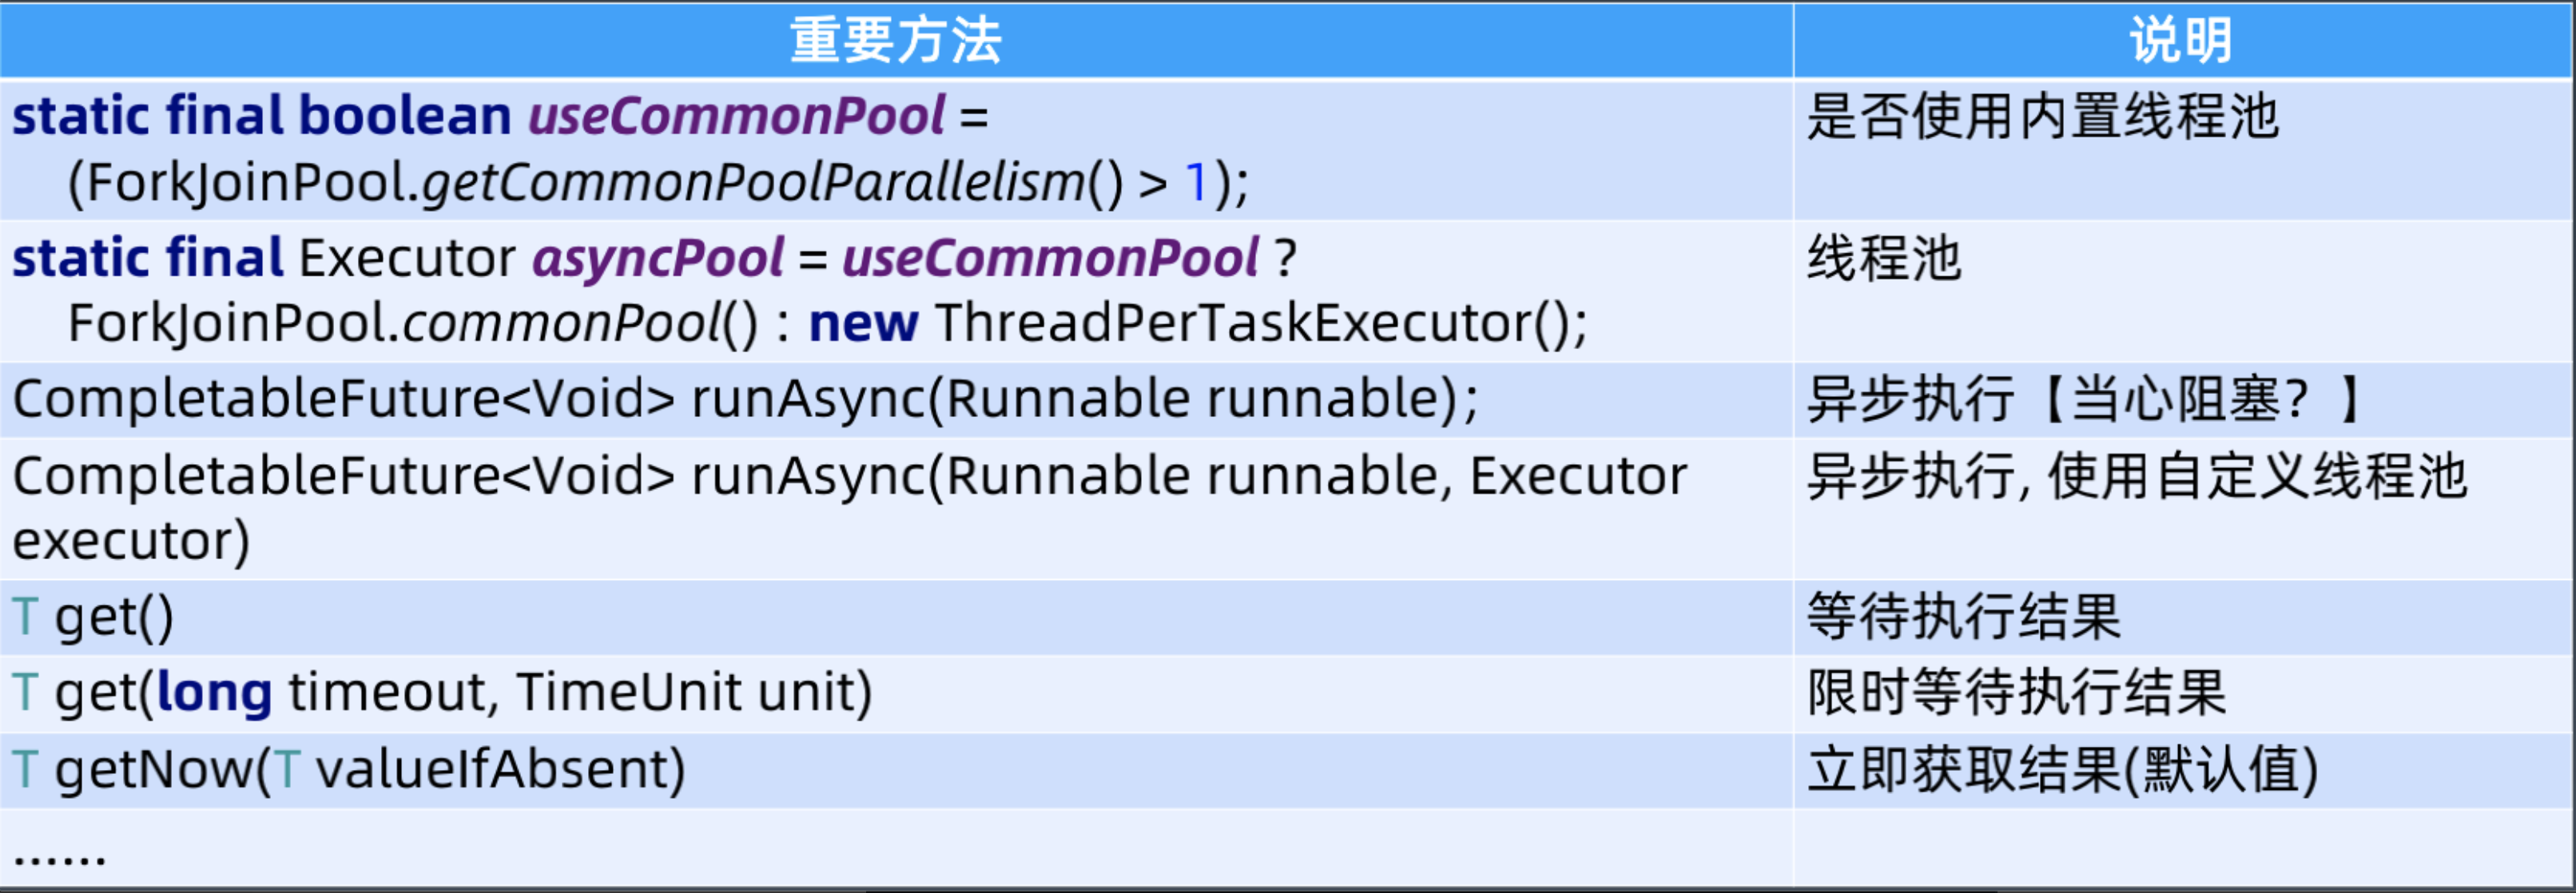 重要方法
说明
static final boolean useCommonPool =
(ForkJoinPool.getCommonPoolParallelism() > 1);
是否使用内置线程池
static final Executor asyncPool = useCommonPool ?
ForkJoinPool.commonPool() : new ThreadPerTaskExecutor();
线程池
CompletableFuture<Void> runAsync(Runnable runnable);
异步执行【当心阻塞？】
CompletableFuture<Void> runAsync(Runnable runnable, Executor
executor)
异步执行, 使用自定义线程池
T get()
等待执行结果
T get(long timeout, TimeUnit unit)
限时等待执行结果
T getNow(T valueIfAbsent)
立即获取结果(默认值)
……